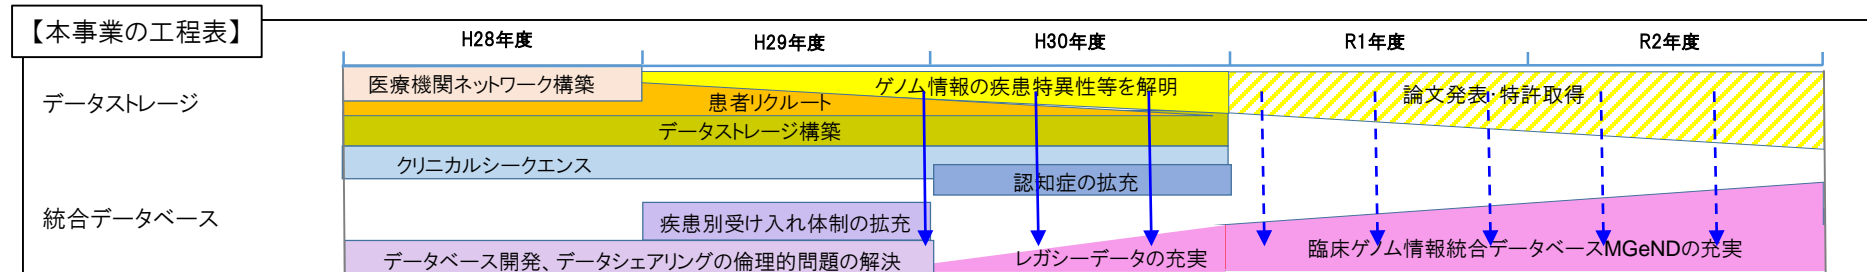 【本事業の工程表】
H28年度
H29年度
H30年度
R1年度
R2年度
データストレージ
医療機関ネットワーク構築
ゲノム情報の疾患特異性等を解明
患者リクルート
論文発表・特許取得
データストレージ構築
クリニカルシークエンス
認知症の拡充
統合データベース
疾患別受け入れ体制の拡充
データベース開発、データシェアリングの倫理的問題の解決
レガシーデータの充実
臨床ゲノム情報統合データベースMGeNDの充実